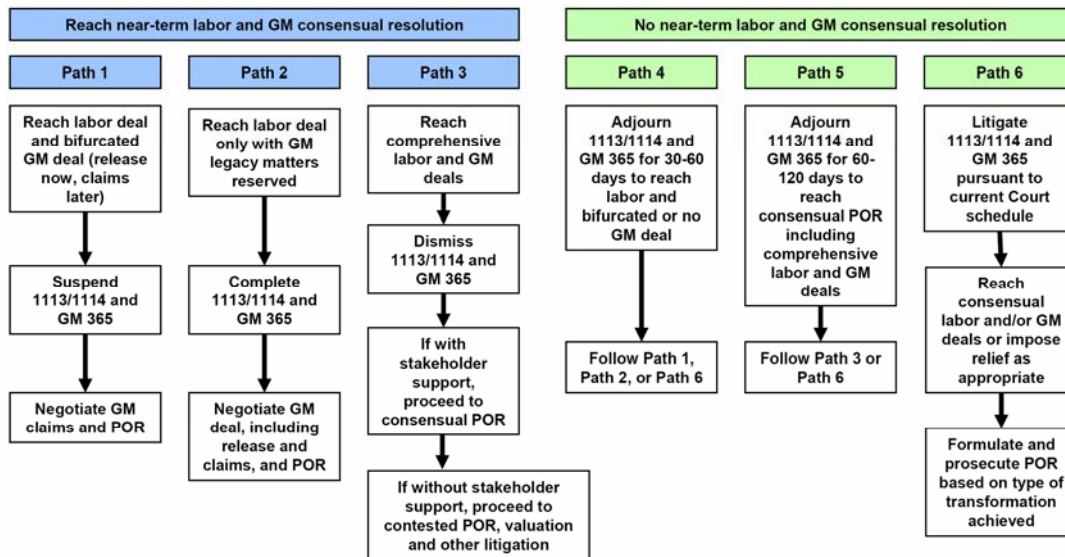 Reach near-term labor and GM consensual resolution
No near-term labor and GM consensual resolution
Path 1
Path 2
Path 3
Path 4
Path 5
Path 6
Reach labor deal
and bifurcated
GM deal (release
now, claims
later)
Suspend
1113/1114 and
GM 365
Negotiate GM
claims and POR
Reach labor deal
only with GM
legacy matters
reserved
Complete
1113/1114 and
GM 365
Negotiate GM
deal, including
release and
claims, and POR
Reach
comprehensive
labor and GM
deals
Dismiss
1113/1114 and
GM 365
If with
stakeholder
support,
proceed to
consensual POR
If without stakeholder
support, proceed to
contested POR, valuation
and other litigation
Adjourn
1113/1114 and
GM 365 for 30-60
days to reach
labor and
bifurcated or no
GM deal
Follow Path 1,
Path 2, or Path 6
Adjourn
1113/1114 and
GM 365 for 60-
120 days to
reach
consensual POR
including
comprehensive
labor and GM
deals
Follow Path 3 or
Path 6
Litigate
1113/1114 and
GM 365
pursuant to
current Court
schedule
Reach
consensual
labor and/or GM
deals or impose
relief as
appropriate
Formulate and
prosecute POR
based on type of
transformation
achieved